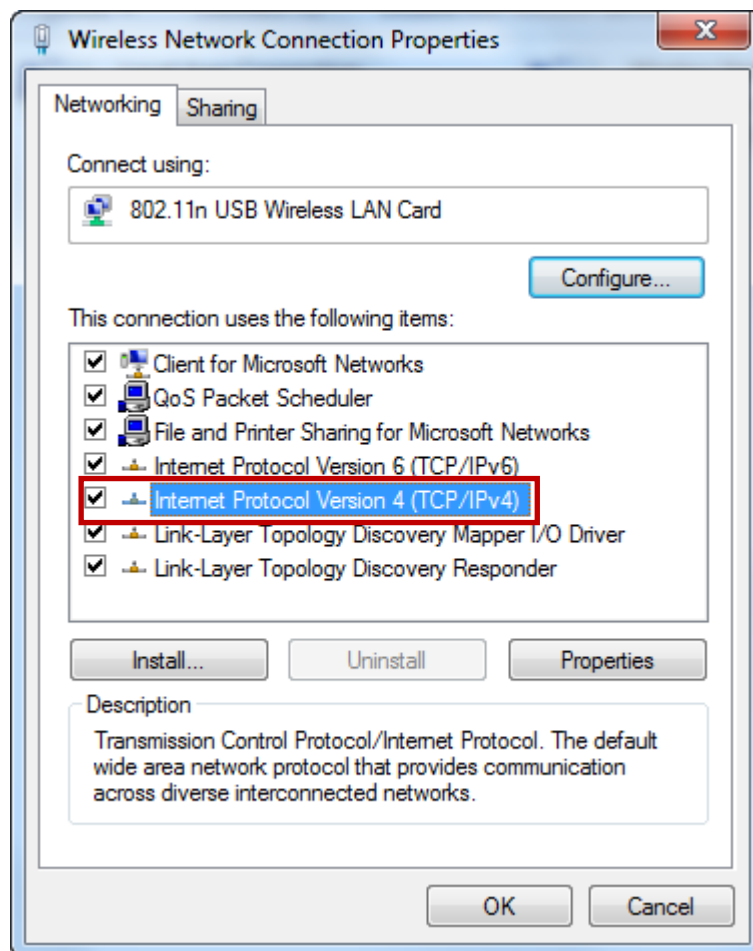 Wireless Network Connection Properties
Networking
Sharing
Connect using:
802.11n USB Wireless LAN Card
Configure...
This connection uses the following items:
Client for Microsoft Networks
QoS Packet Scheduler
File and Printer Sharing for Microsoft Networks
Internet Protocol Version 6 (TCP/IPv6)
Internet Protocol Version 4 (TCP/IPv4)
Link-Layer Topology Discovery Mapper I/O Driver
Link-Layer Topology Discovery Responder
Install...
Uninstall
Properties
Description
Transmission Control Protocol/Internet Protocol. The default
wide area network protocol that provides communication
across diverse interconnected networks.
OK
Cancel